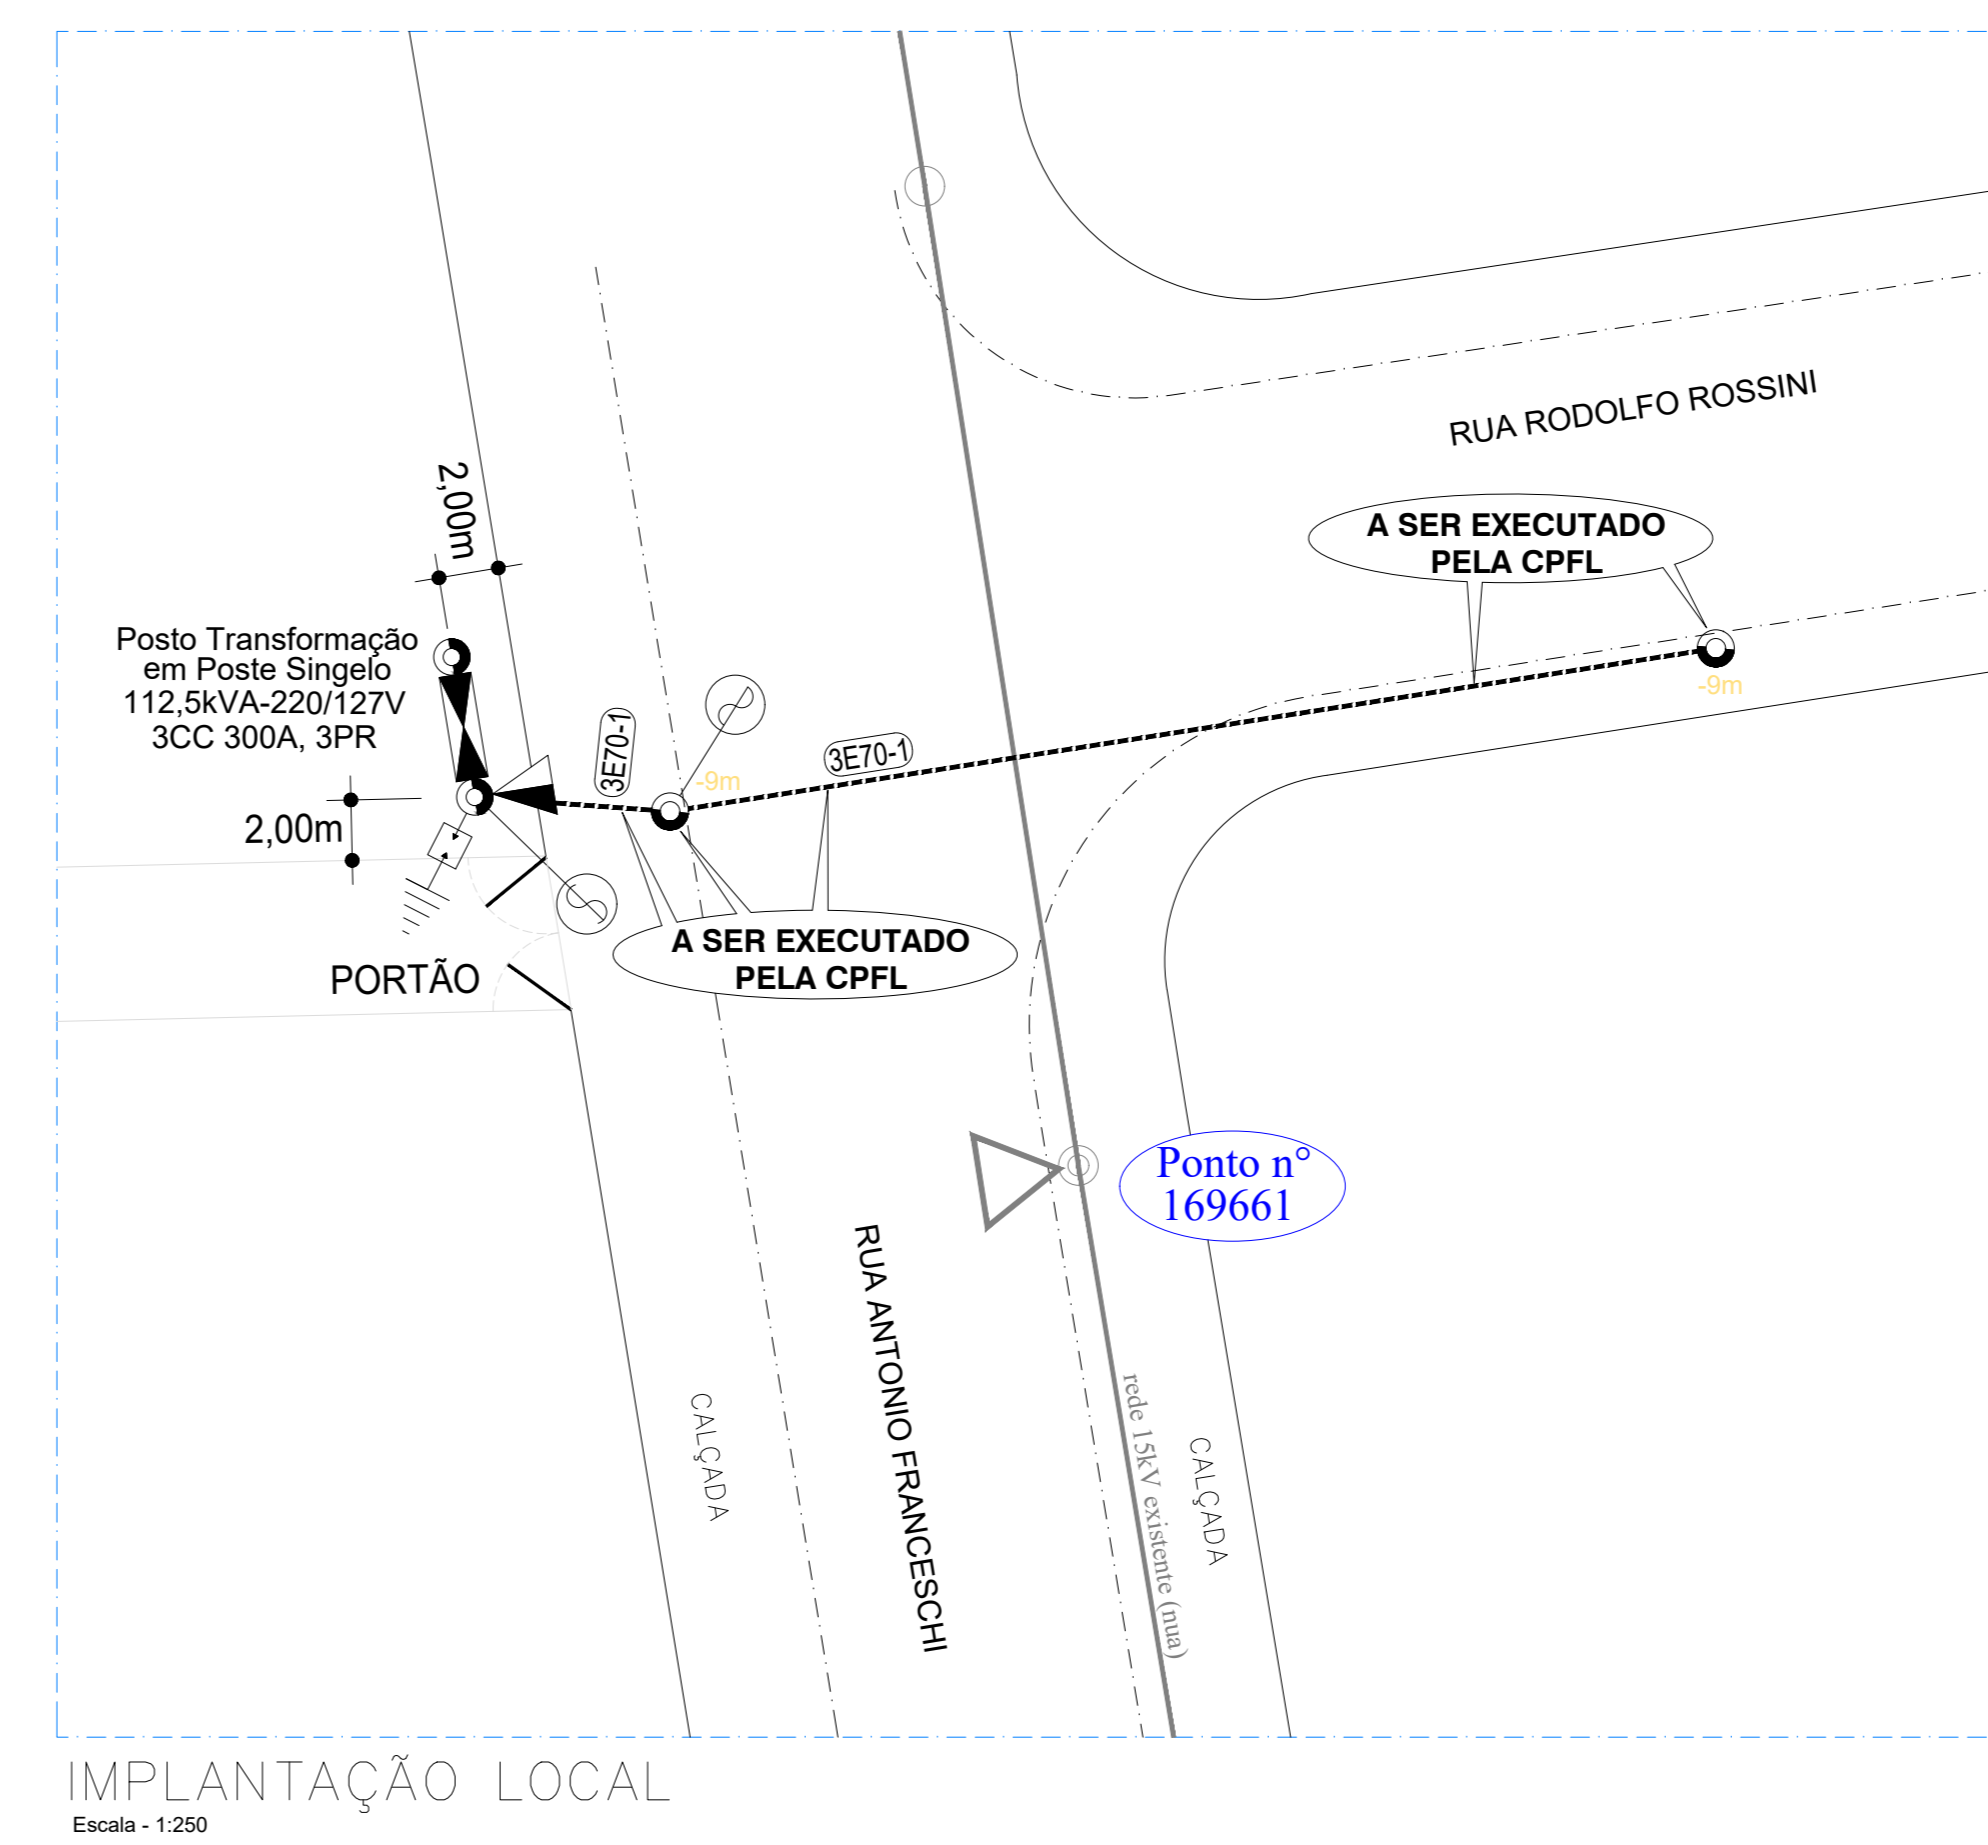 RUA RODOLFO ROSSINI
2,00m
A SER EXECUTADO
PELA CPFL
Posto Transformação
em Poste Singelo
112,5kVA-220/127V
3CC 300A, 3PR
-9m
3E70-1
3E70-1
-9m
2,00m
A SER EXECUTADO
PELA CPFL
PORTÃO
Ponto n°
169661
RUA ANTONIO FRANCESCHI
rede 15kV existente (nua)
CALÇADA
CALÇADA
IMPLANTAÇÃO LOCAL
Escala - 1:250